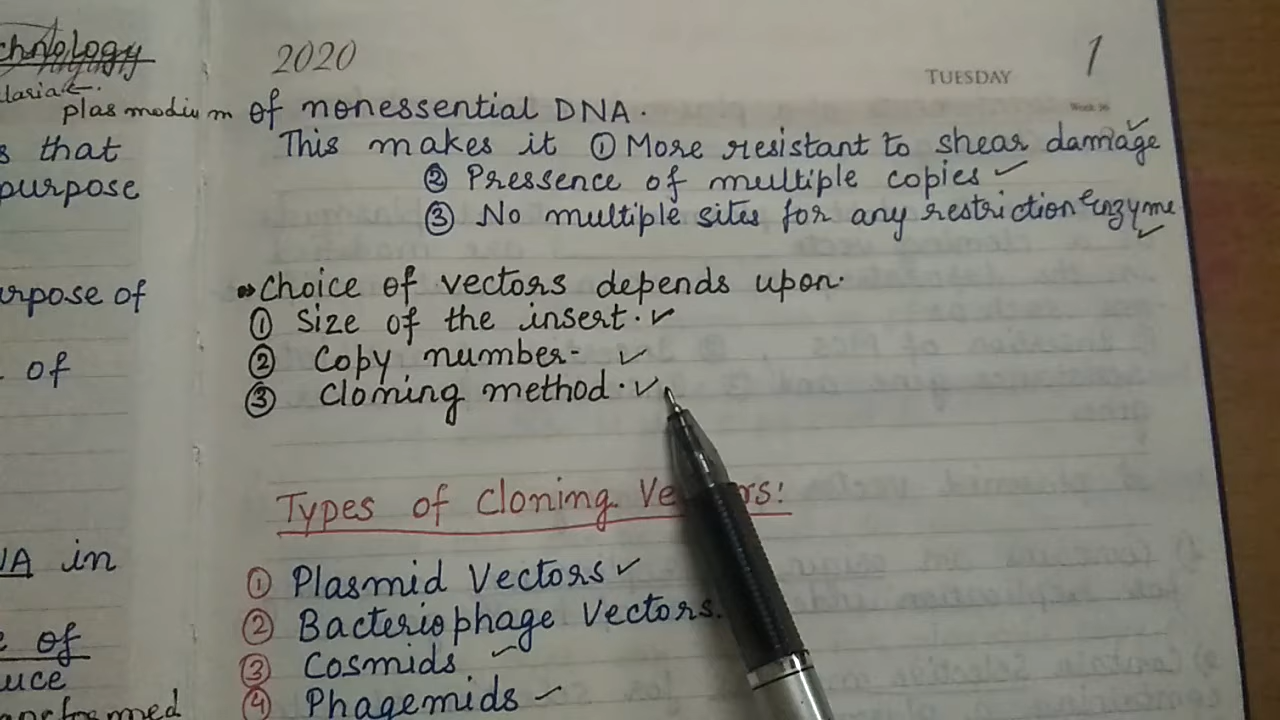 chnology
plasmodium
s that
purpose
urpose of
of
NA in
e of
uce
2020
TUESDAY
1
of nonessential DNA.
This makes it ① More resistant to shear damage
② Pressence of multiple copies
③ No multiple sites for any restriction enzyme
Choice of vectors depends upon.
① Size of the insert.
② Copy number-
③ Cloning method.
Types of Cloning
① Plasmid Vectors
② Bacteriophage Vectors.
③ Cosmids
④ Phagemids